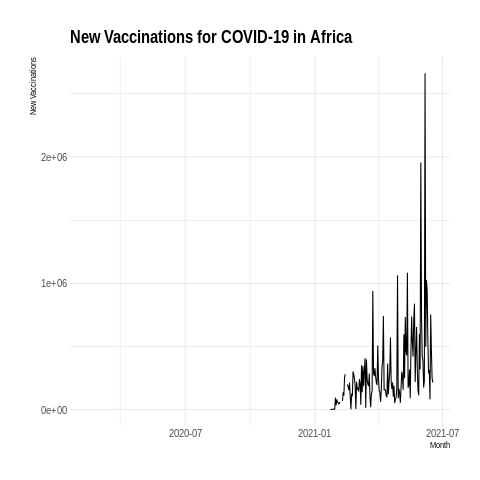 New Vaccinations for COVID-19 in Africa
New Vaccinations
2e+06
1e+06
0e+00
2020-07
2021-01
2021-07
Month